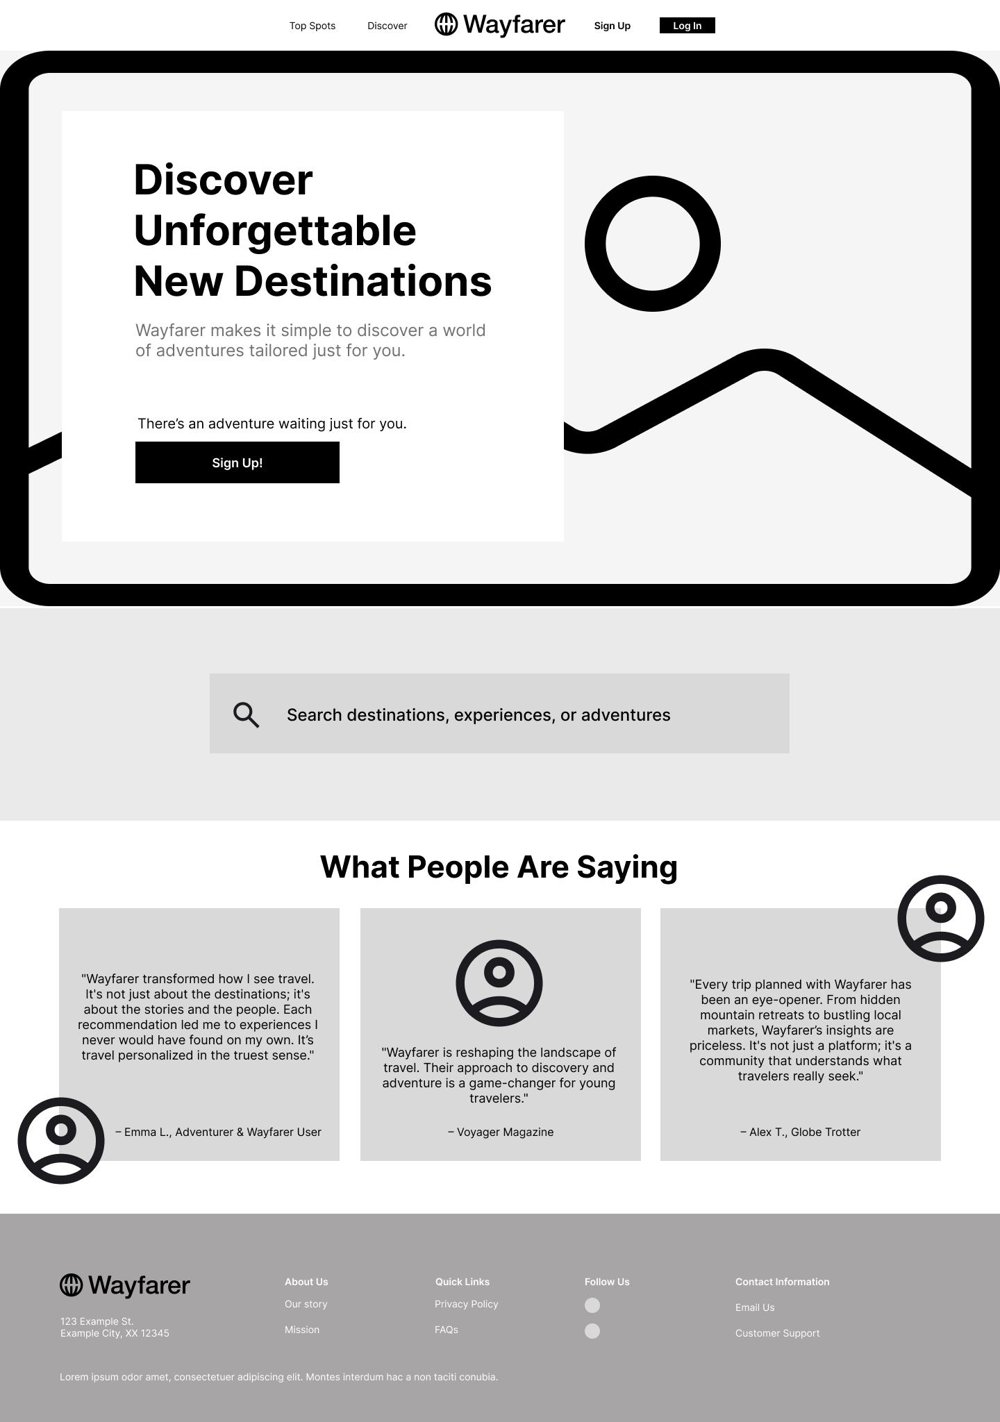 Top Spots
Discover
Wayfarer
Sign Up
Log In
Discover
Unforgettable
New Destinations
Wayfarer makes it simple to discover a world
of adventures tailored just for you.
There’s an adventure waiting just for you.
Sign Up!
Search destinations, experiences, or adventures
What People Are Saying
"Wayfarer transformed how I see travel.
It's not just about the destinations; it's
about the stories and the people. Each
recommendation led me to experiences I
never would have found on my own. It’s
travel personalized in the truest sense."
– Emma L., Adventurer & Wayfarer User
"Wayfarer is reshaping the landscape of
travel. Their approach to discovery and
adventure is a game-changer for young
travelers."
– Voyager Magazine
"Every trip planned with Wayfarer has
been an eye-opener. From hidden
mountain retreats to bustling local
markets, Wayfarer’s insights are
priceless. It's not just a platform; it's a
community that understands what
travelers really seek."
– Alex T., Globe Trotter
Wayfarer
123 Example St.
Example City, XX 12345
About Us
Our story
Mission
Quick Links
Privacy Policy
FAQs
Follow Us
Contact Information
Email Us
Customer Support
Lorem ipsum odor amet, consectetuer adipiscing elit. Montes interdum hac a non taciti conubia.